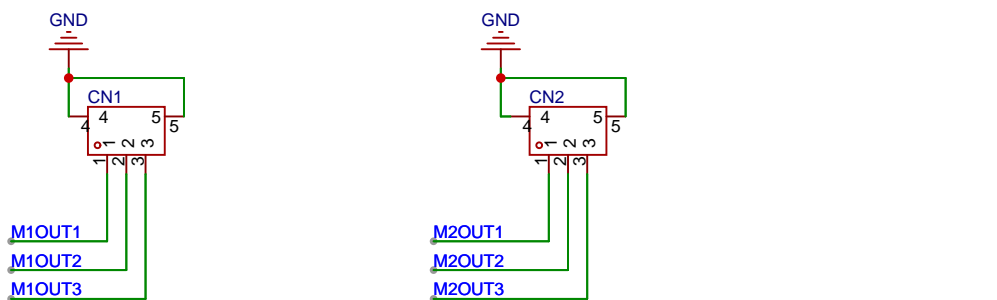 GND
CN1
4 5
4 5
1 2 3
1 2 3
M1OUT1
M1OUT2
M1OUT3
GND
CN2
4 5
4 5
1 2 3
1 2 3
M2OUT1
M2OUT2
M2OUT3